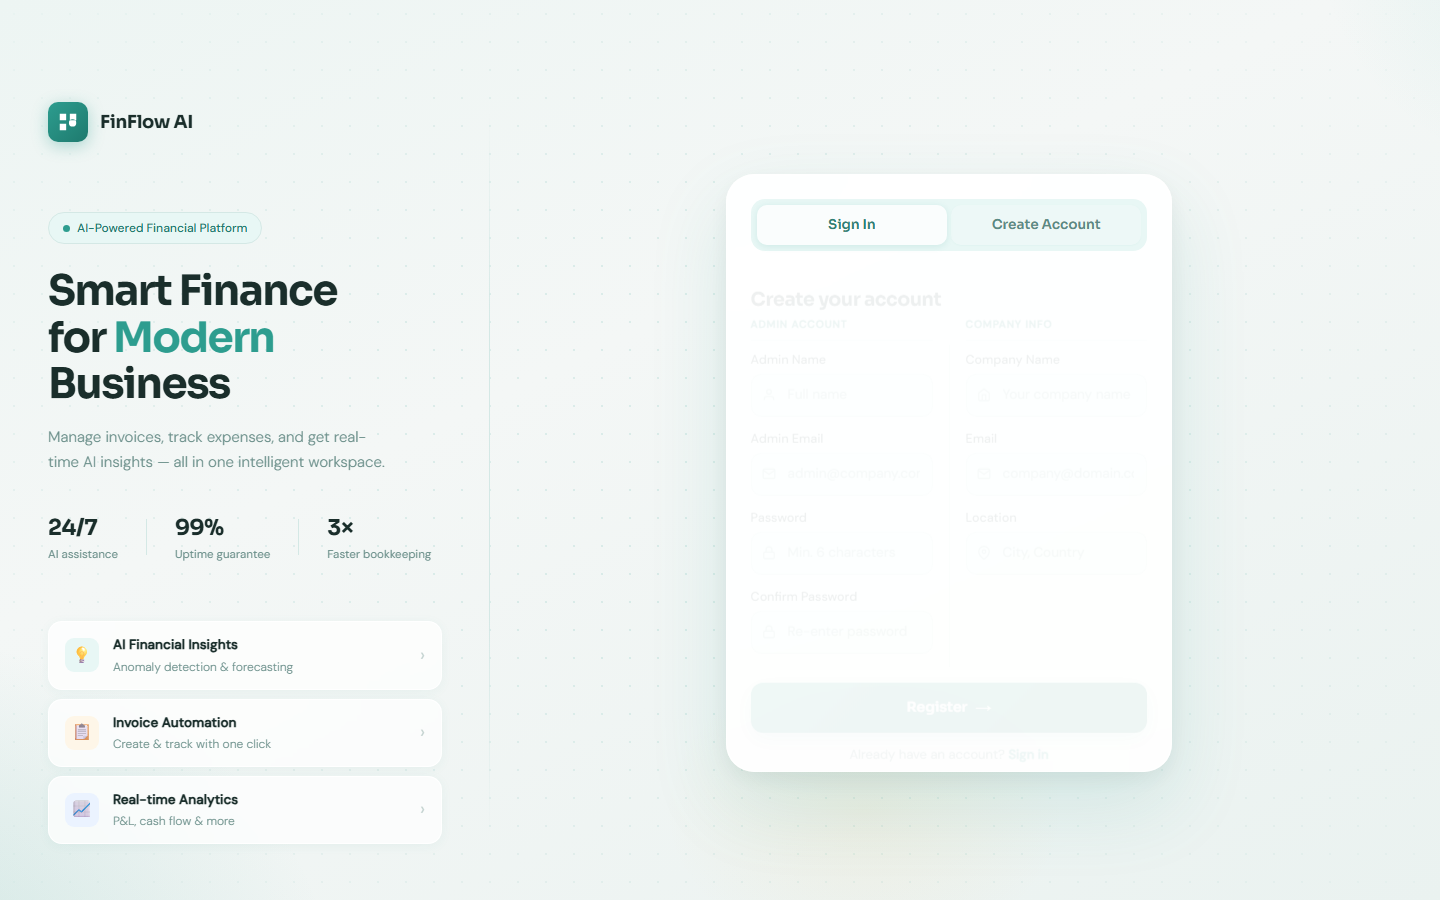 FinFlow AI
AI-Powered Financial Platform
Smart Finance
for Modern
Business
Manage invoices, track expenses, and get real-
time AI insights — all in one intelligent workspace.
24/7
AI assistance
99%
Uptime guarantee
3×
Faster bookkeeping
AI Financial Insights
Anomaly detection & forecasting
›
Invoice Automation
Create & track with one click
›
Real-time Analytics
P&L, cash flow & more
›
Sign In
Create Account
Create your account
ADMIN ACCOUNT
COMPANY INFO
Admin Name
Company Name
Full name
Your company name
Admin Email
Email
Password
Location
City, Country
Confirm Password
Re-enter password
Register →
Already have an account? Sign in